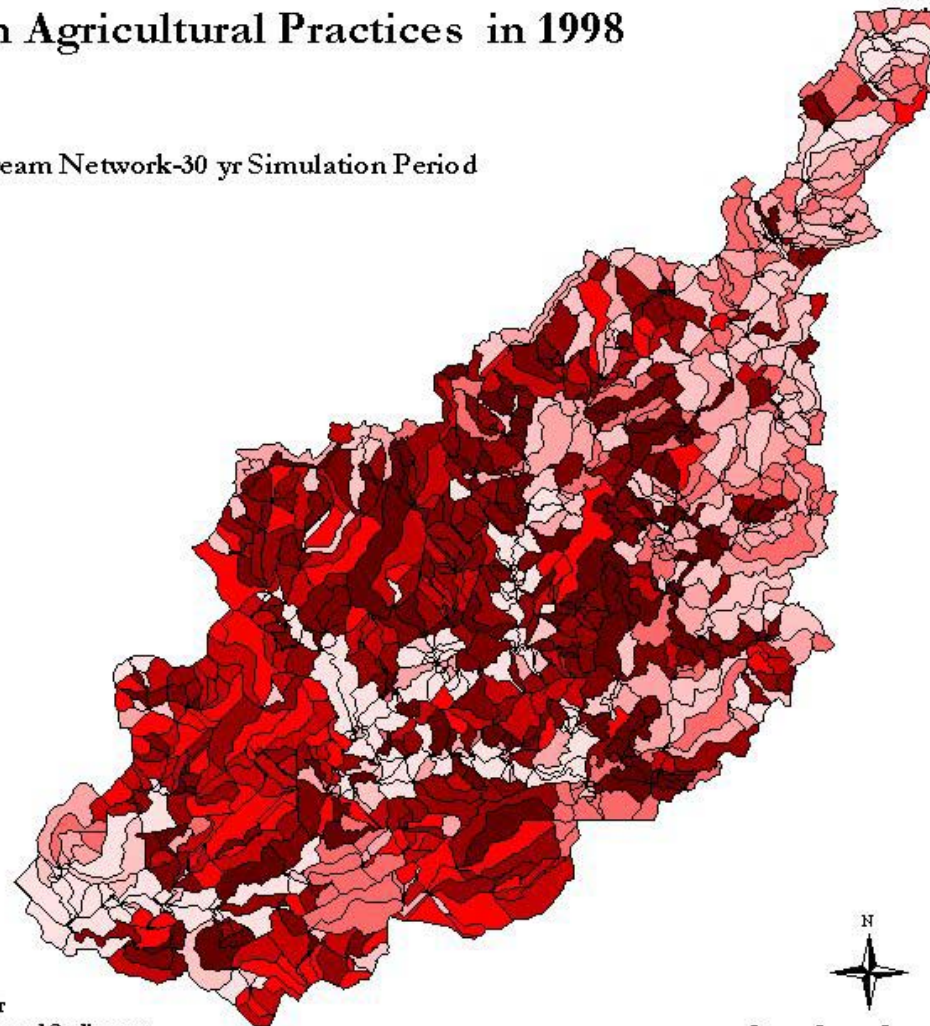 n Agricultural Practices in 1998
eam Network-30 yr Simulation Period
N
r